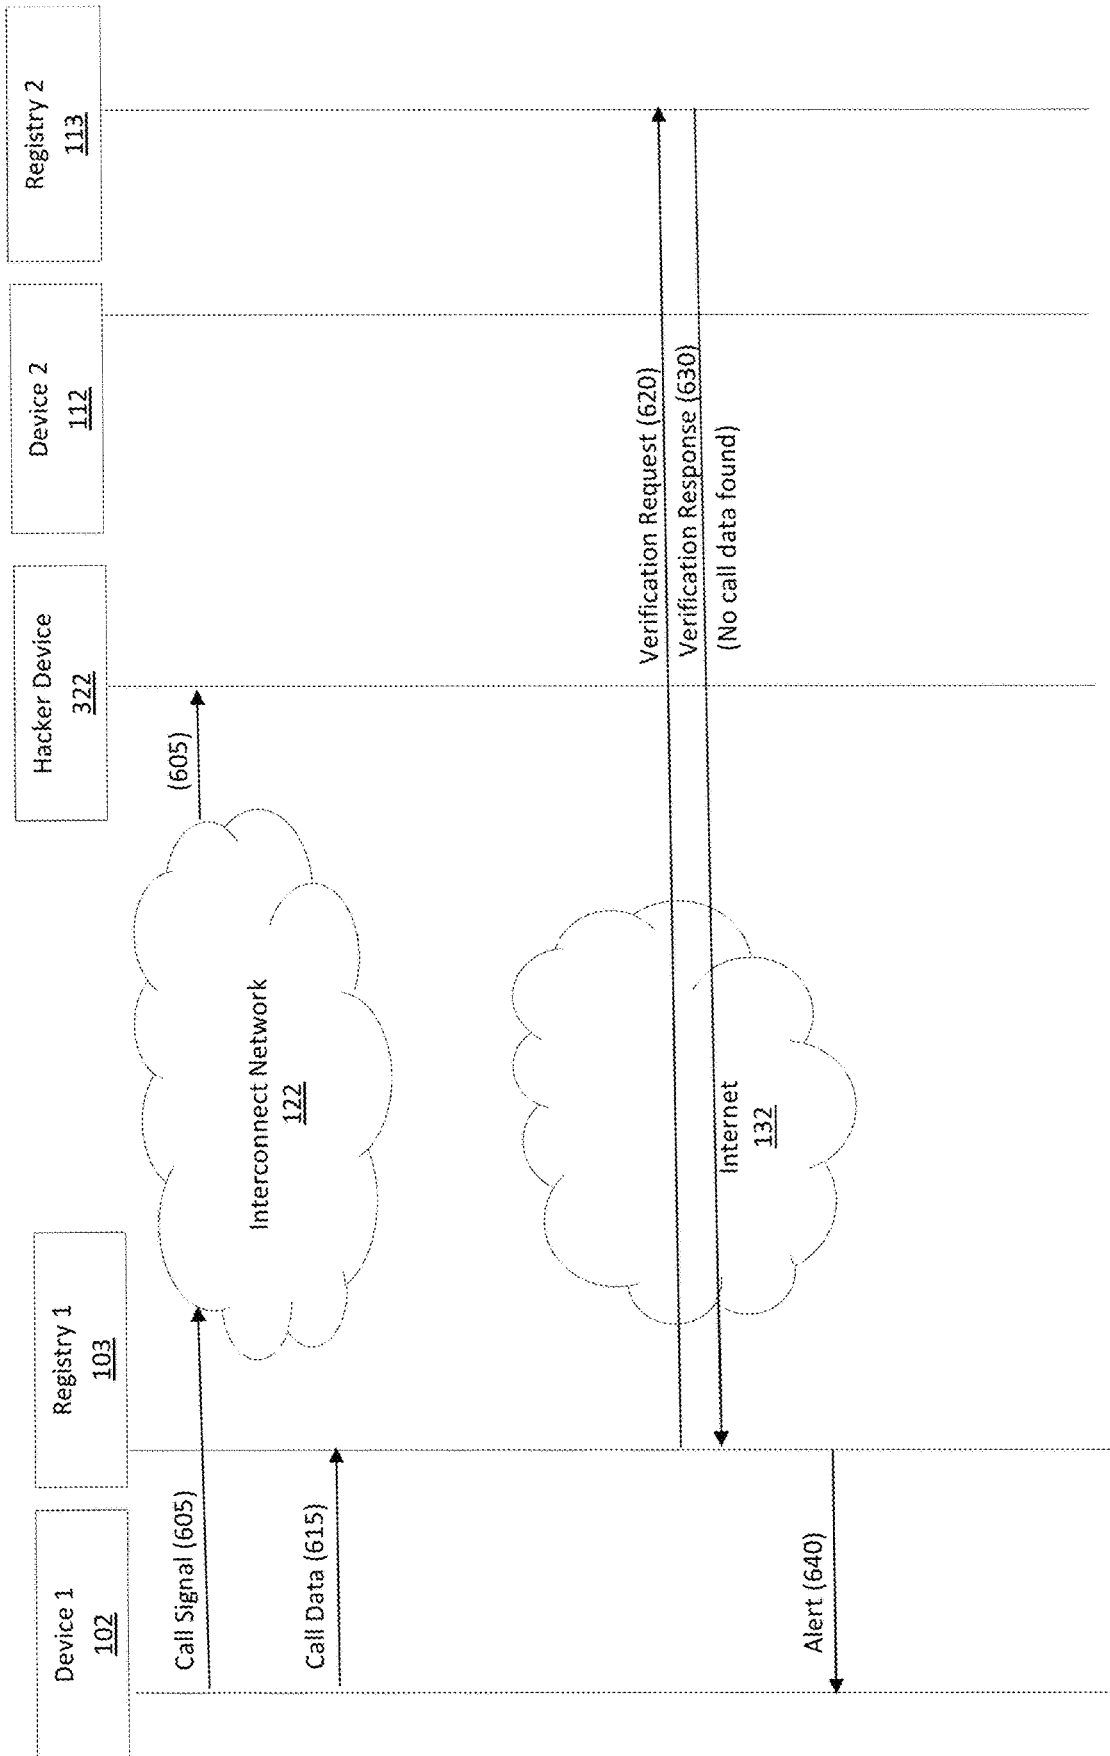 Device 1
102
Registry 1
103
Hacker Device
322
Device 2
112
Registry 2
113
Call Signal (605)
(605)
Interconnect Network
122
Call Data (615)
Verification Request (620)
Verification Response (630)
(No call data found)
Internet
132
Alert (640)